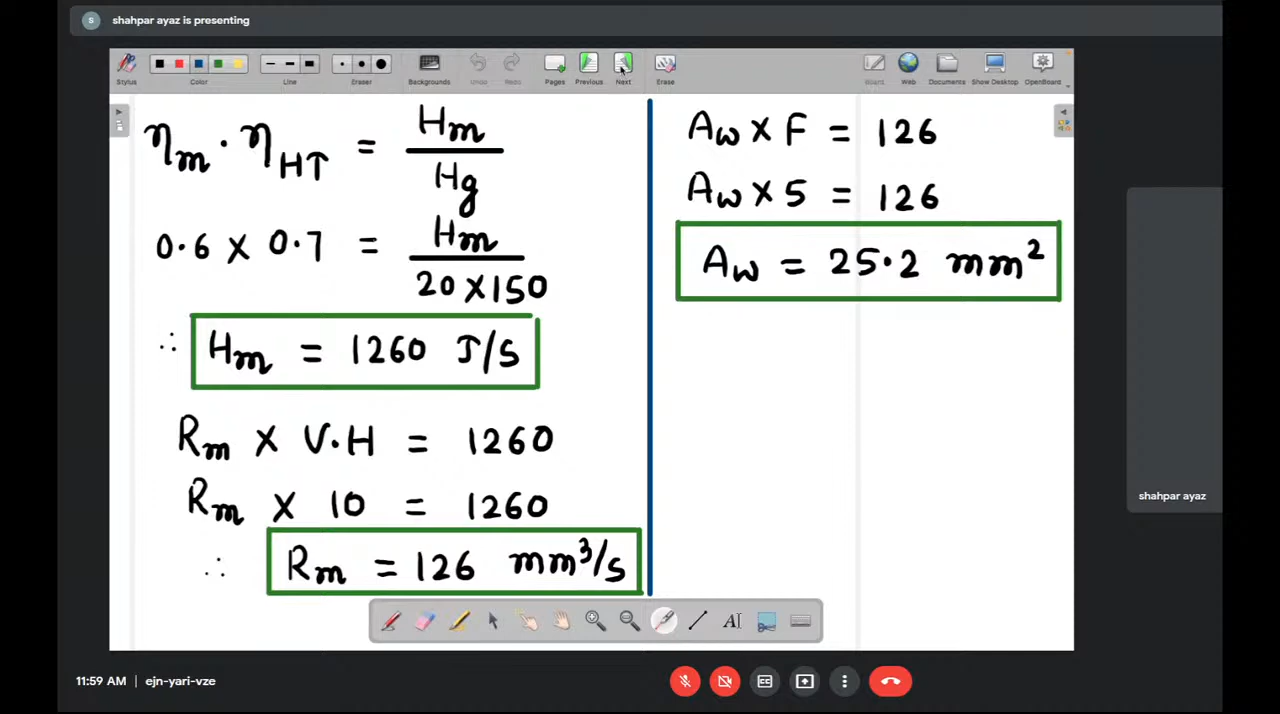 shahpar ayaz is presenting
S
Stylus Color Line Eraser Backgrounds Undo Redo Pages Previous Next Erase Board Web Documents Show Desktop OpenBoard
ηm · ηHT = Hm / Hg
0.6 × 0.7 = Hm / 20 × 150
∴ Hm = 1260 J/S
Rm × V·H = 1260
Rm × 10 = 1260
∴ Rm = 126 mm³/s
Aw × F = 126
Aw × 5 = 126
Aw = 25.2 mm²
shahpar ayaz
11:59 AM | ejn-yari-vze